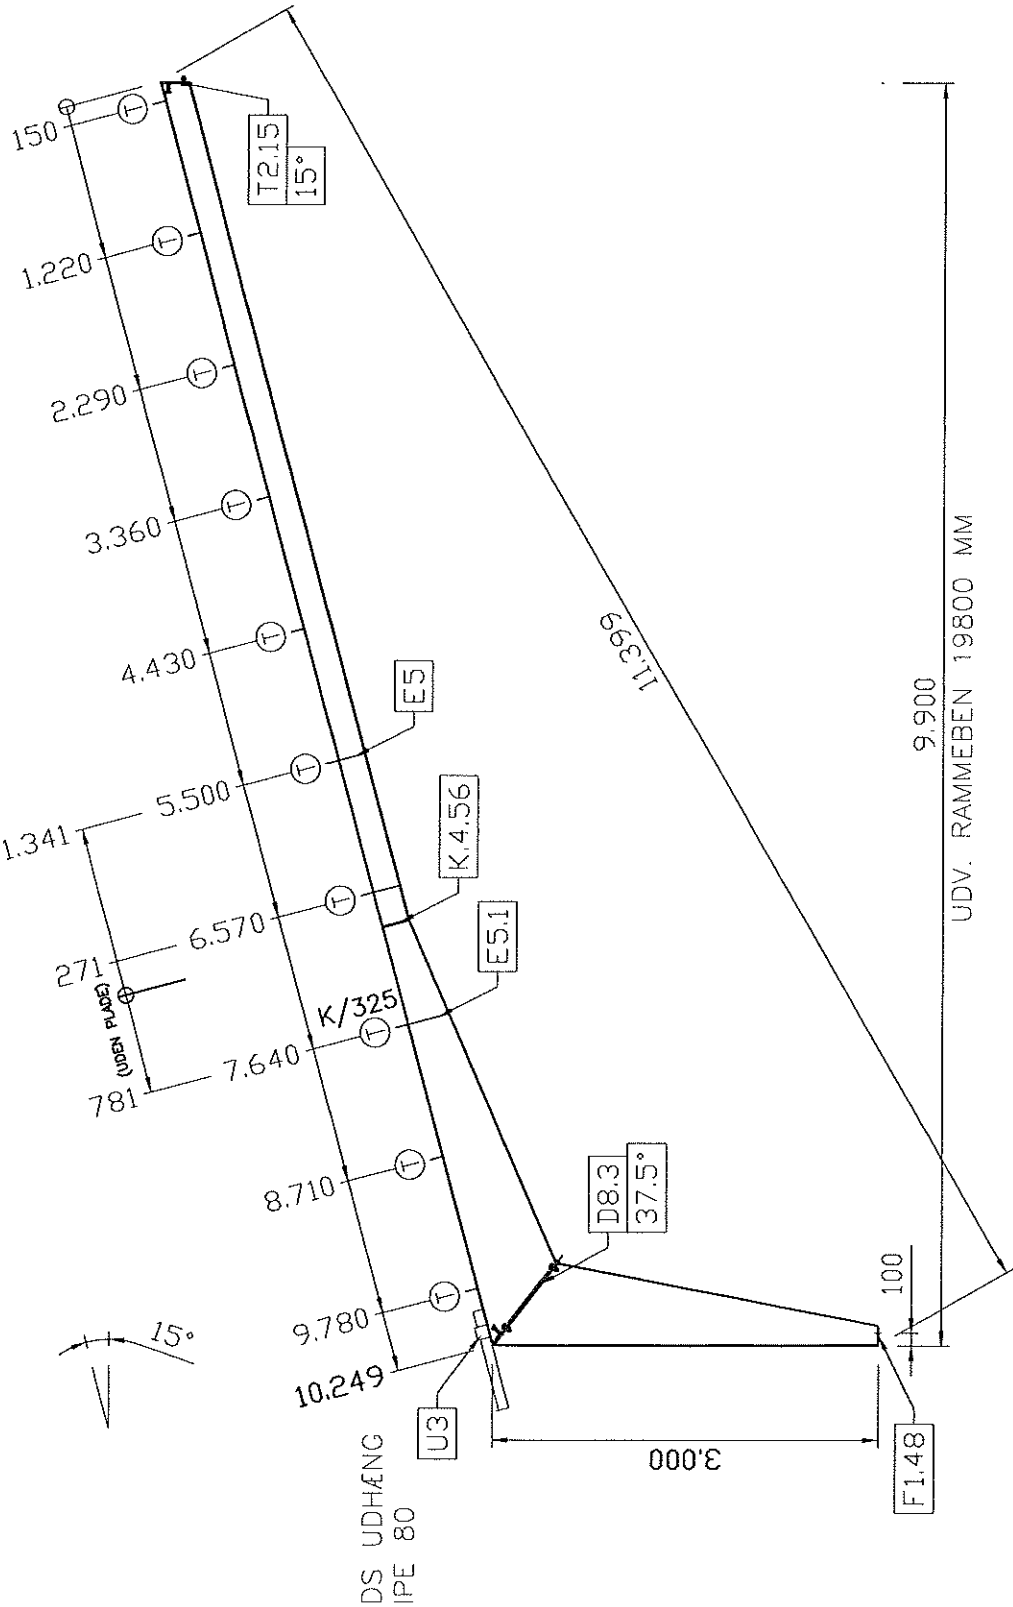 150
1.220
2.290
3.360
4.430
5.500
6.570
7.640
8.710
9.780
10.249
1.341
271
(UDEN PLADE)
781
T
T
T
T
T
T
T
T
T
T
T2.15
15°
E5
K.4.56
K/325
E5.1
D8.3
37.5°
U3
15°
11.399
9.900
UDV. RAMMEBEN 19800 MM
100
3.000
F1.48
DS UDHÆNG
IPE 80